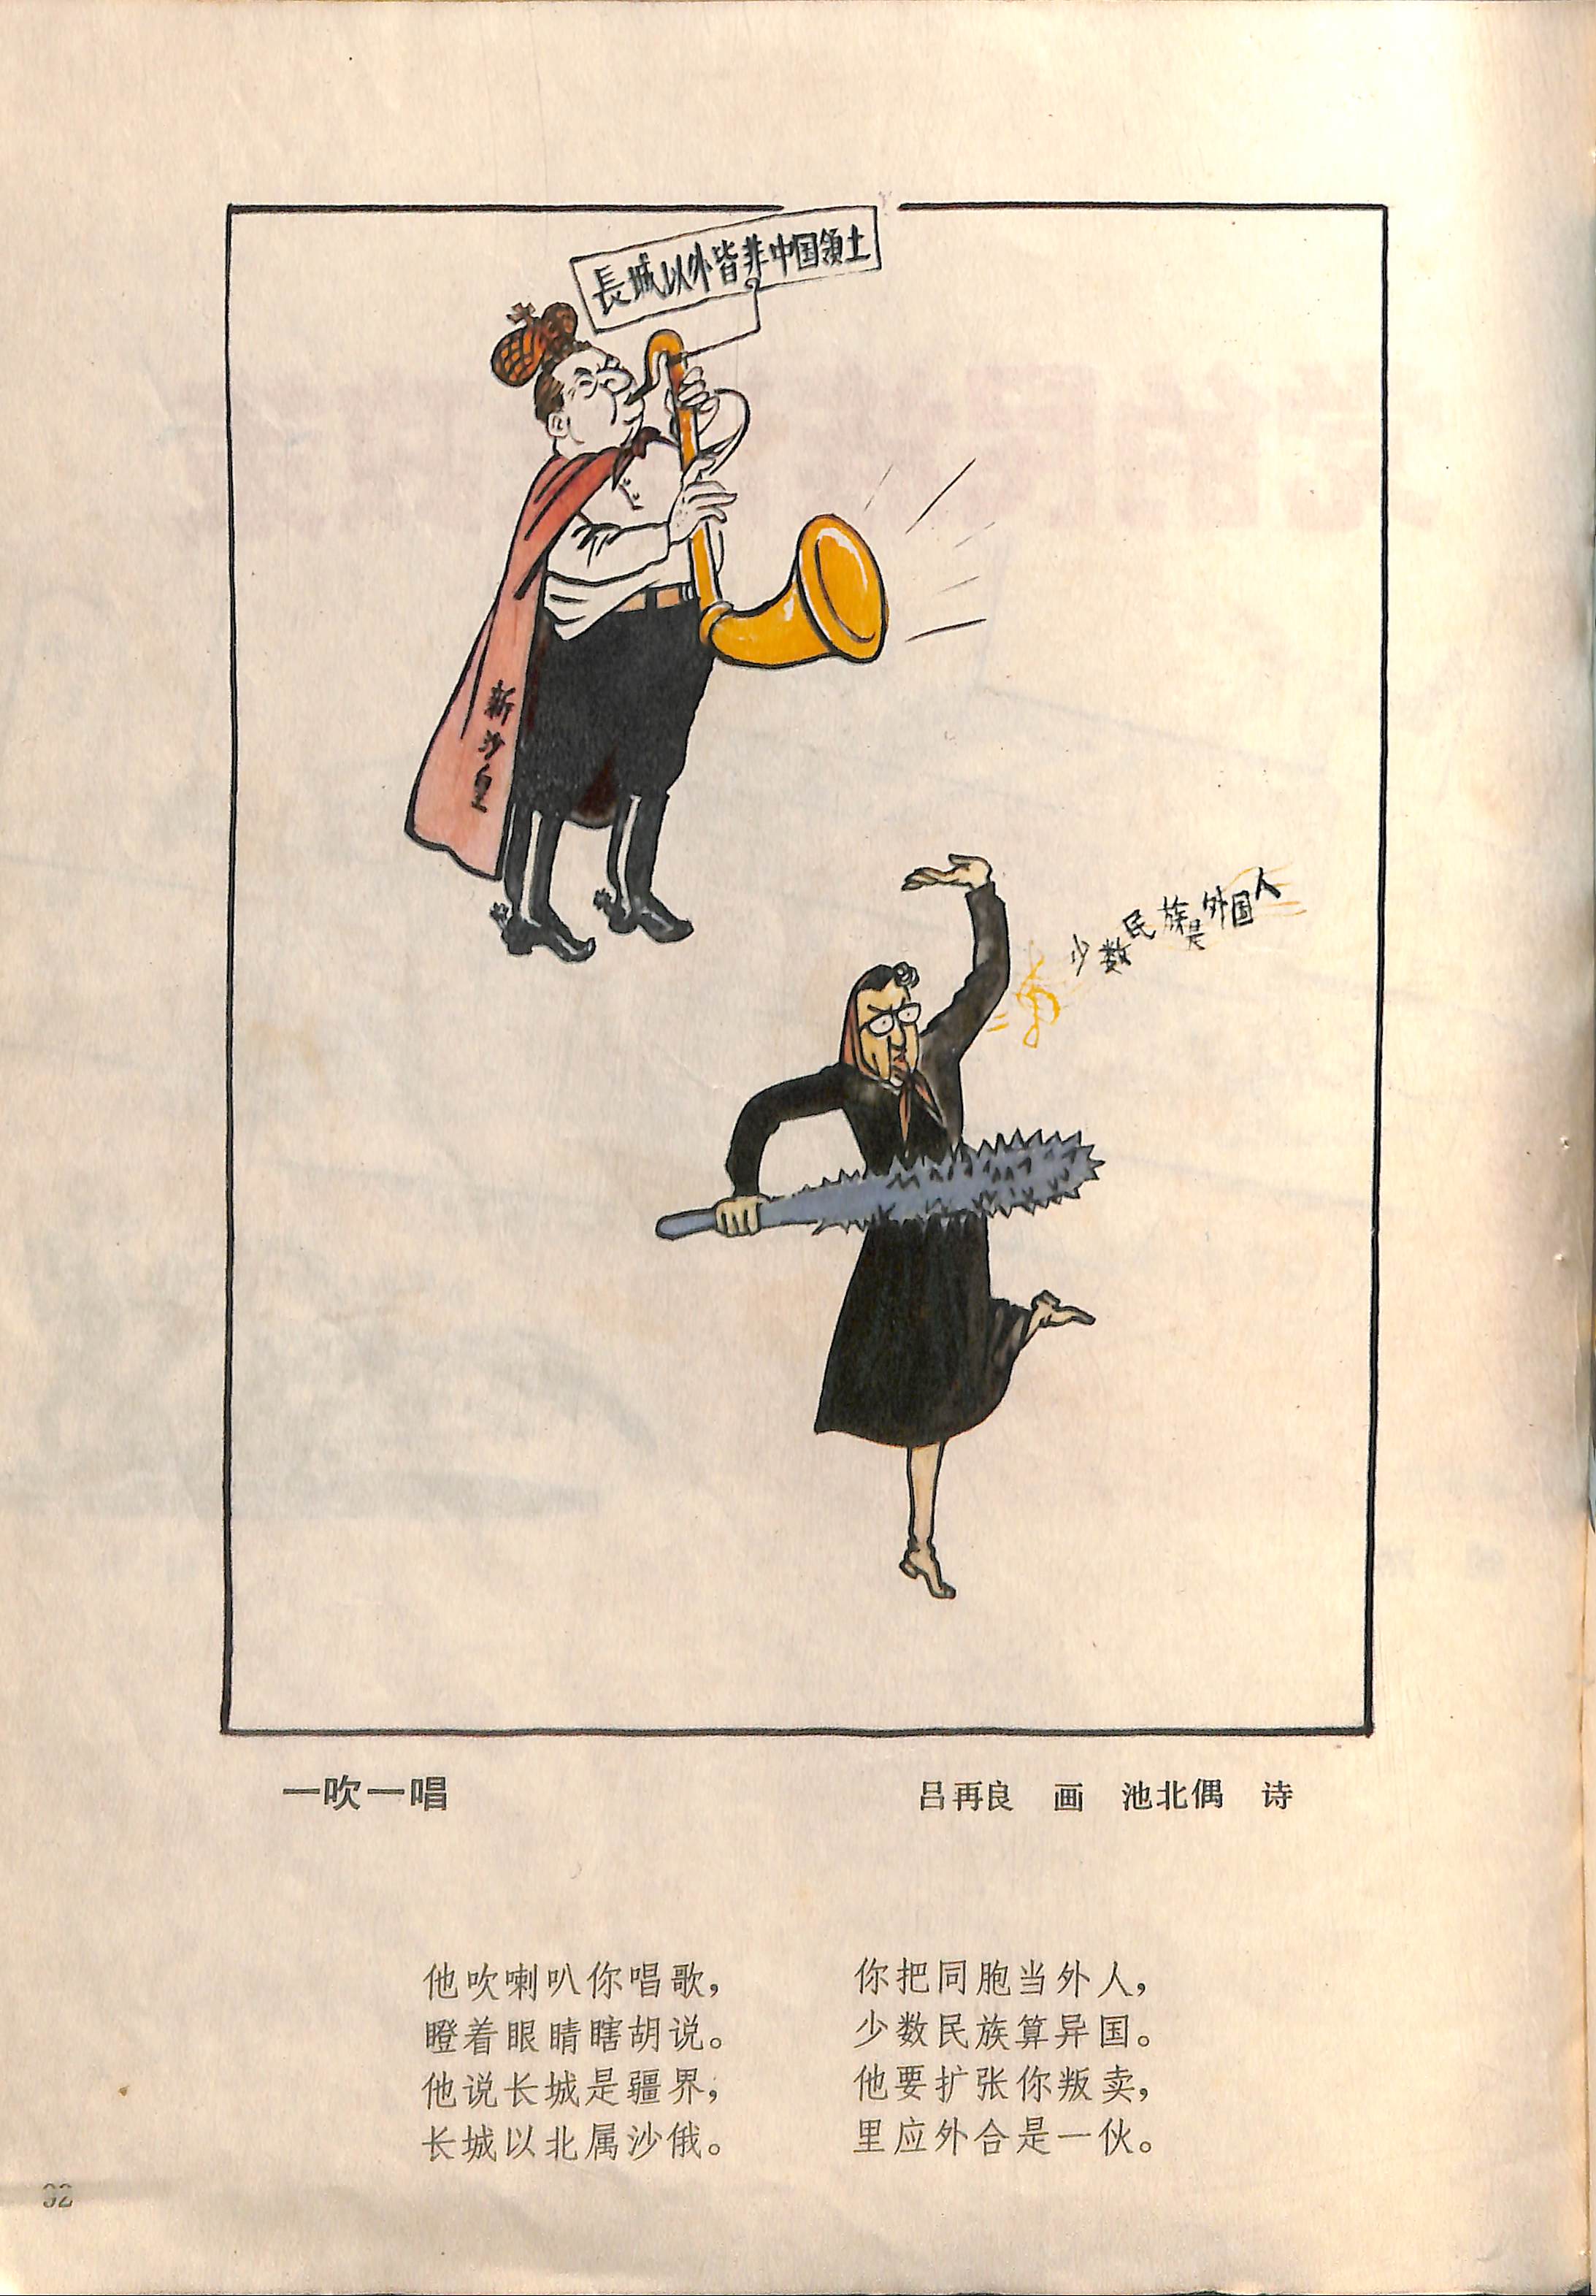 長城以外皆非中国領土
新沙皇
少数民族是外国人
一吹一唱
吕再良 画 池北偶 诗
他吹喇叭你唱歌，
瞪着眼睛瞎胡说。
他说长城是疆界，
长城以北属沙俄。
你把同胞当外人，
少数民族算异国。
他要扩张你叛卖，
里应外合是一伙。
32